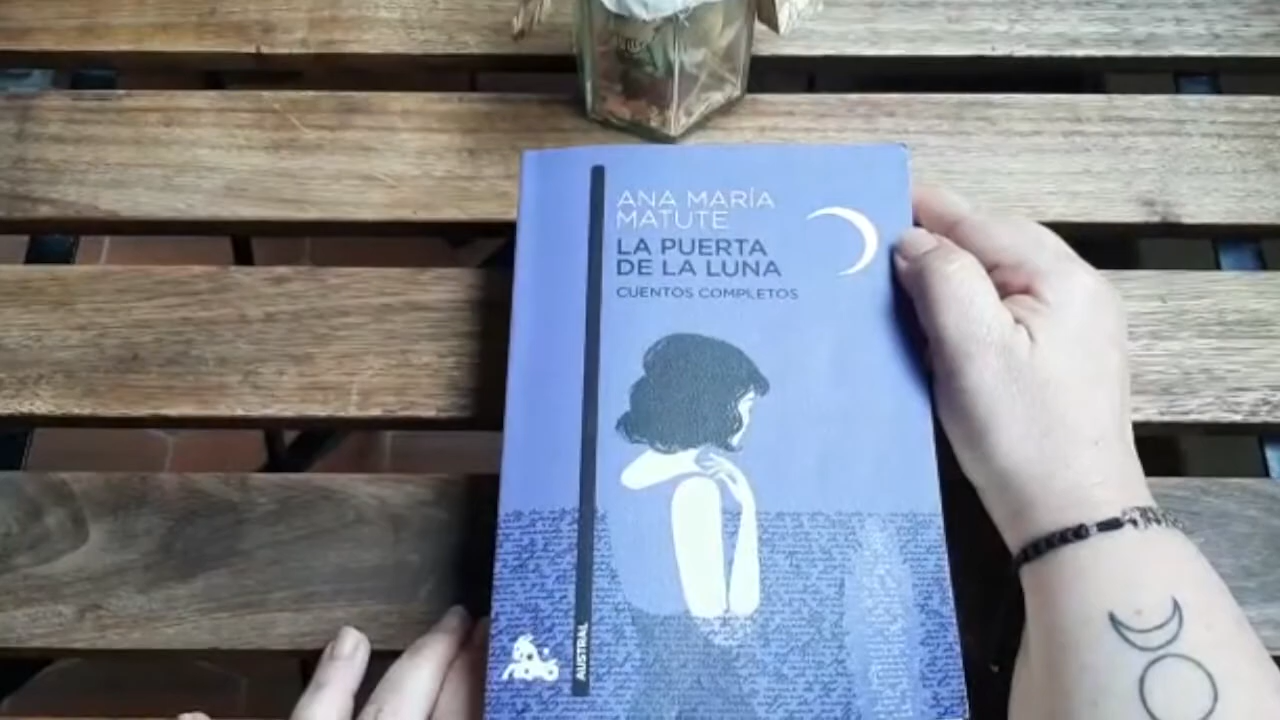 ANA MARÍA
MATUTE
LA PUERTA
DE LA LUNA
CUENTOS COMPLETOS
AUSTRAL